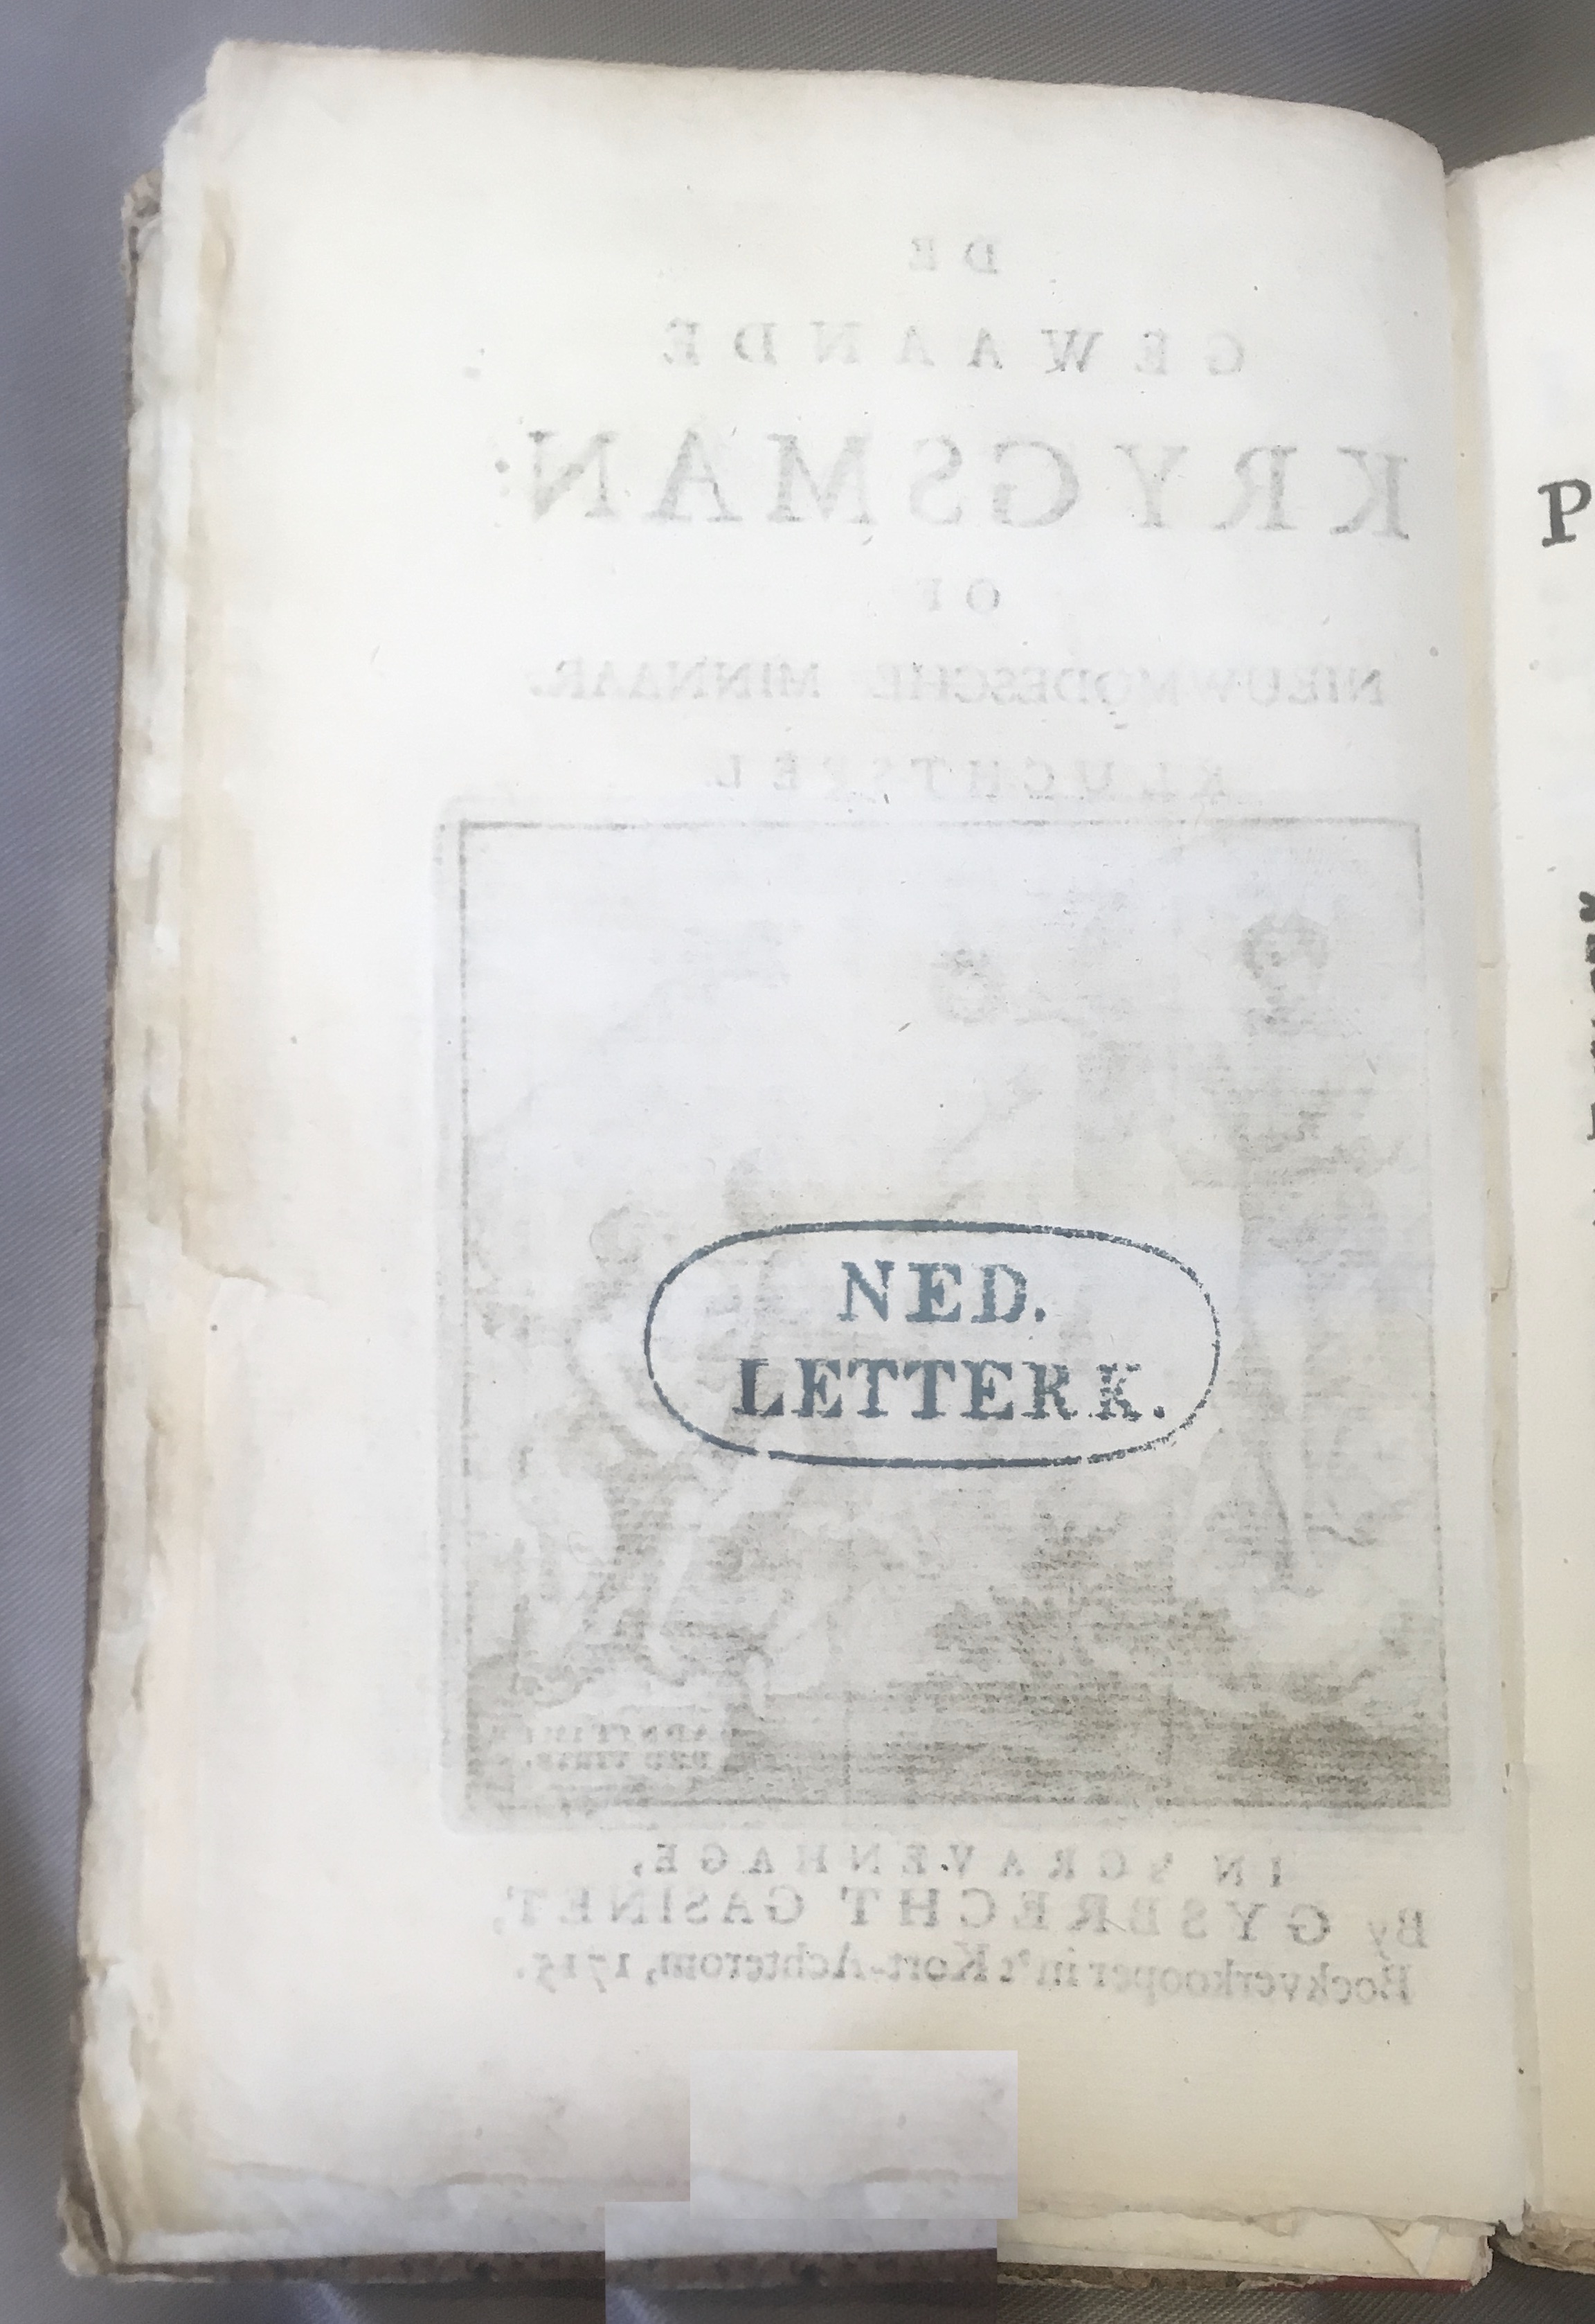 DE
GEWAANDE
KRYGSMAN:
OF
NIEUWMODESCHE MINNAAR.
KLUCHTSPEL
NED.
LETTERK.
IN 'sGRAVENHAGE,
By GYSBRECHT GASINET,
Boekverkooper in 't Kort-Achterom, 1715.
P